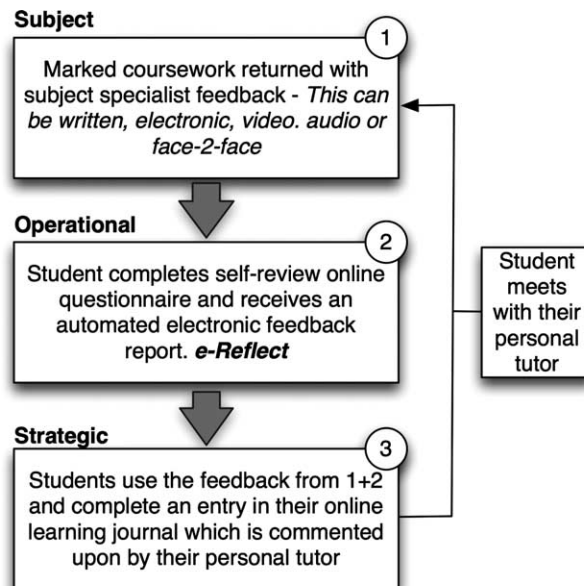 Subject
1
Marked coursework returned with
subject specialist feedback - This can
be written, electronic, video. audio or
face-2-face
Operational
2
Student completes self-review online
questionnaire and receives an
automated electronic feedback
report. e-Reflect
Strategic
3
Students use the feedback from 1+2
and complete an entry in their online
learning journal which is commented
upon by their personal tutor
Student
meets
with their
personal
tutor